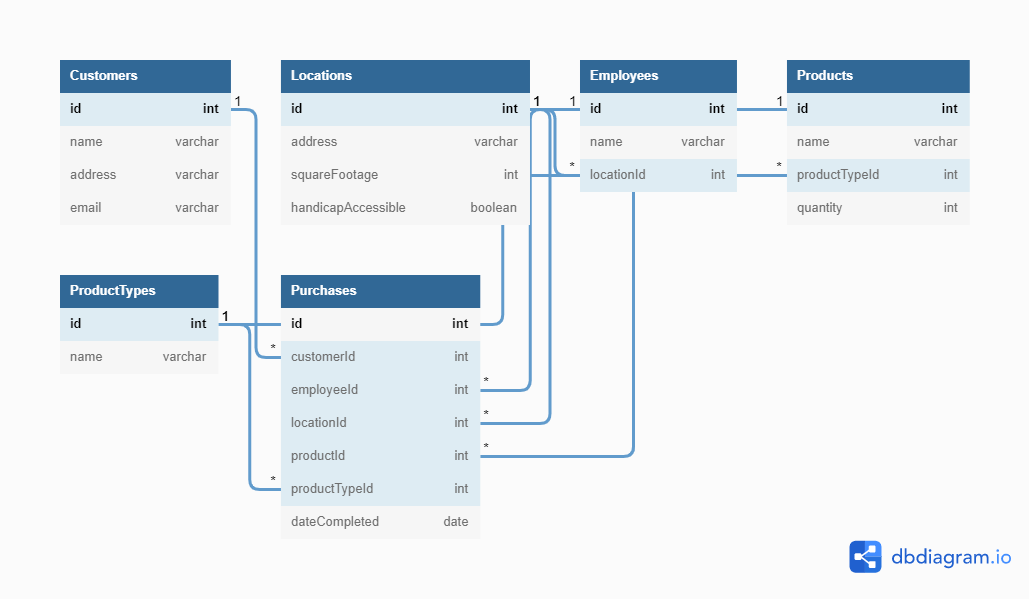 Customers
id int 1
name varchar
address varchar
email varchar
Locations
id int 1
address varchar
squareFootage int
handicapAccessible boolean
Employees
1 id int
name varchar
* locationId int
Products
1 id int
name varchar
* productTypeId int
quantity int
ProductTypes
id int 1
name varchar
Purchases
id int
* customerId int
employeeId int *
locationId int *
productId int *
* productTypeId int
dateCompleted date
dbdiagram.io